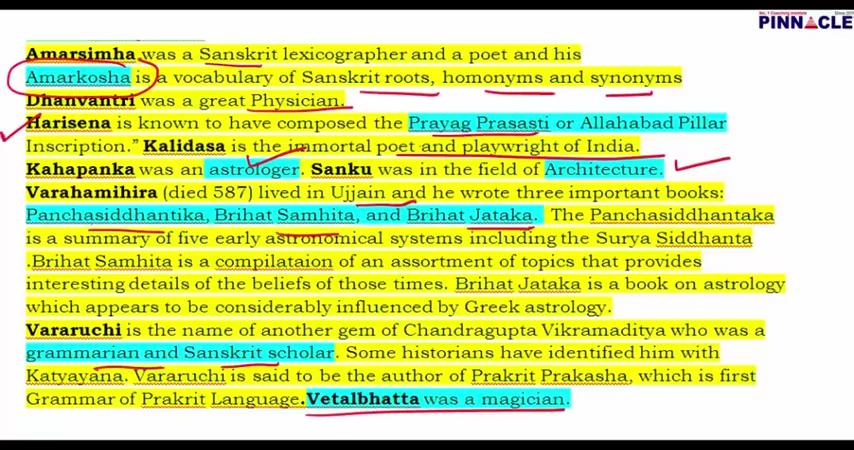 No. 1 Coaching Institute
PINNACLE
Amarsimha was a Sanskrit lexicographer and a poet and his
Amarkosha is a vocabulary of Sanskrit roots, homonyms and synonyms
Dhanvantri was a great Physician.
Harisena is known to have composed the Prayag Prasasti or Allahabad Pillar
Inscription.” Kalidasa is the immortal poet and playwright of India.
Kahapanka was an astrologer. Sanku was in the field of Architecture.
Varahamihira (died 587) lived in Ujjain and he wrote three important books:
Panchasiddhantika, Brihat Samhita, and Brihat Jataka. The Panchasiddhantaka
is a summary of five early astronomical systems including the Surya Siddhanta
.Brihat Samhita is a compilataion of an assortment of topics that provides
interesting details of the beliefs of those times. Brihat Jataka is a book on astrology
which appears to be considerably influenced by Greek astrology.
Vararuchi is the name of another gem of Chandragupta Vikramaditya who was a
grammarian and Sanskrit scholar. Some historians have identified him with
Katyayana. Vararuchi is said to be the author of Prakrit Prakasha, which is first
Grammar of Prakrit Language.Vetalbhatta was a magician.